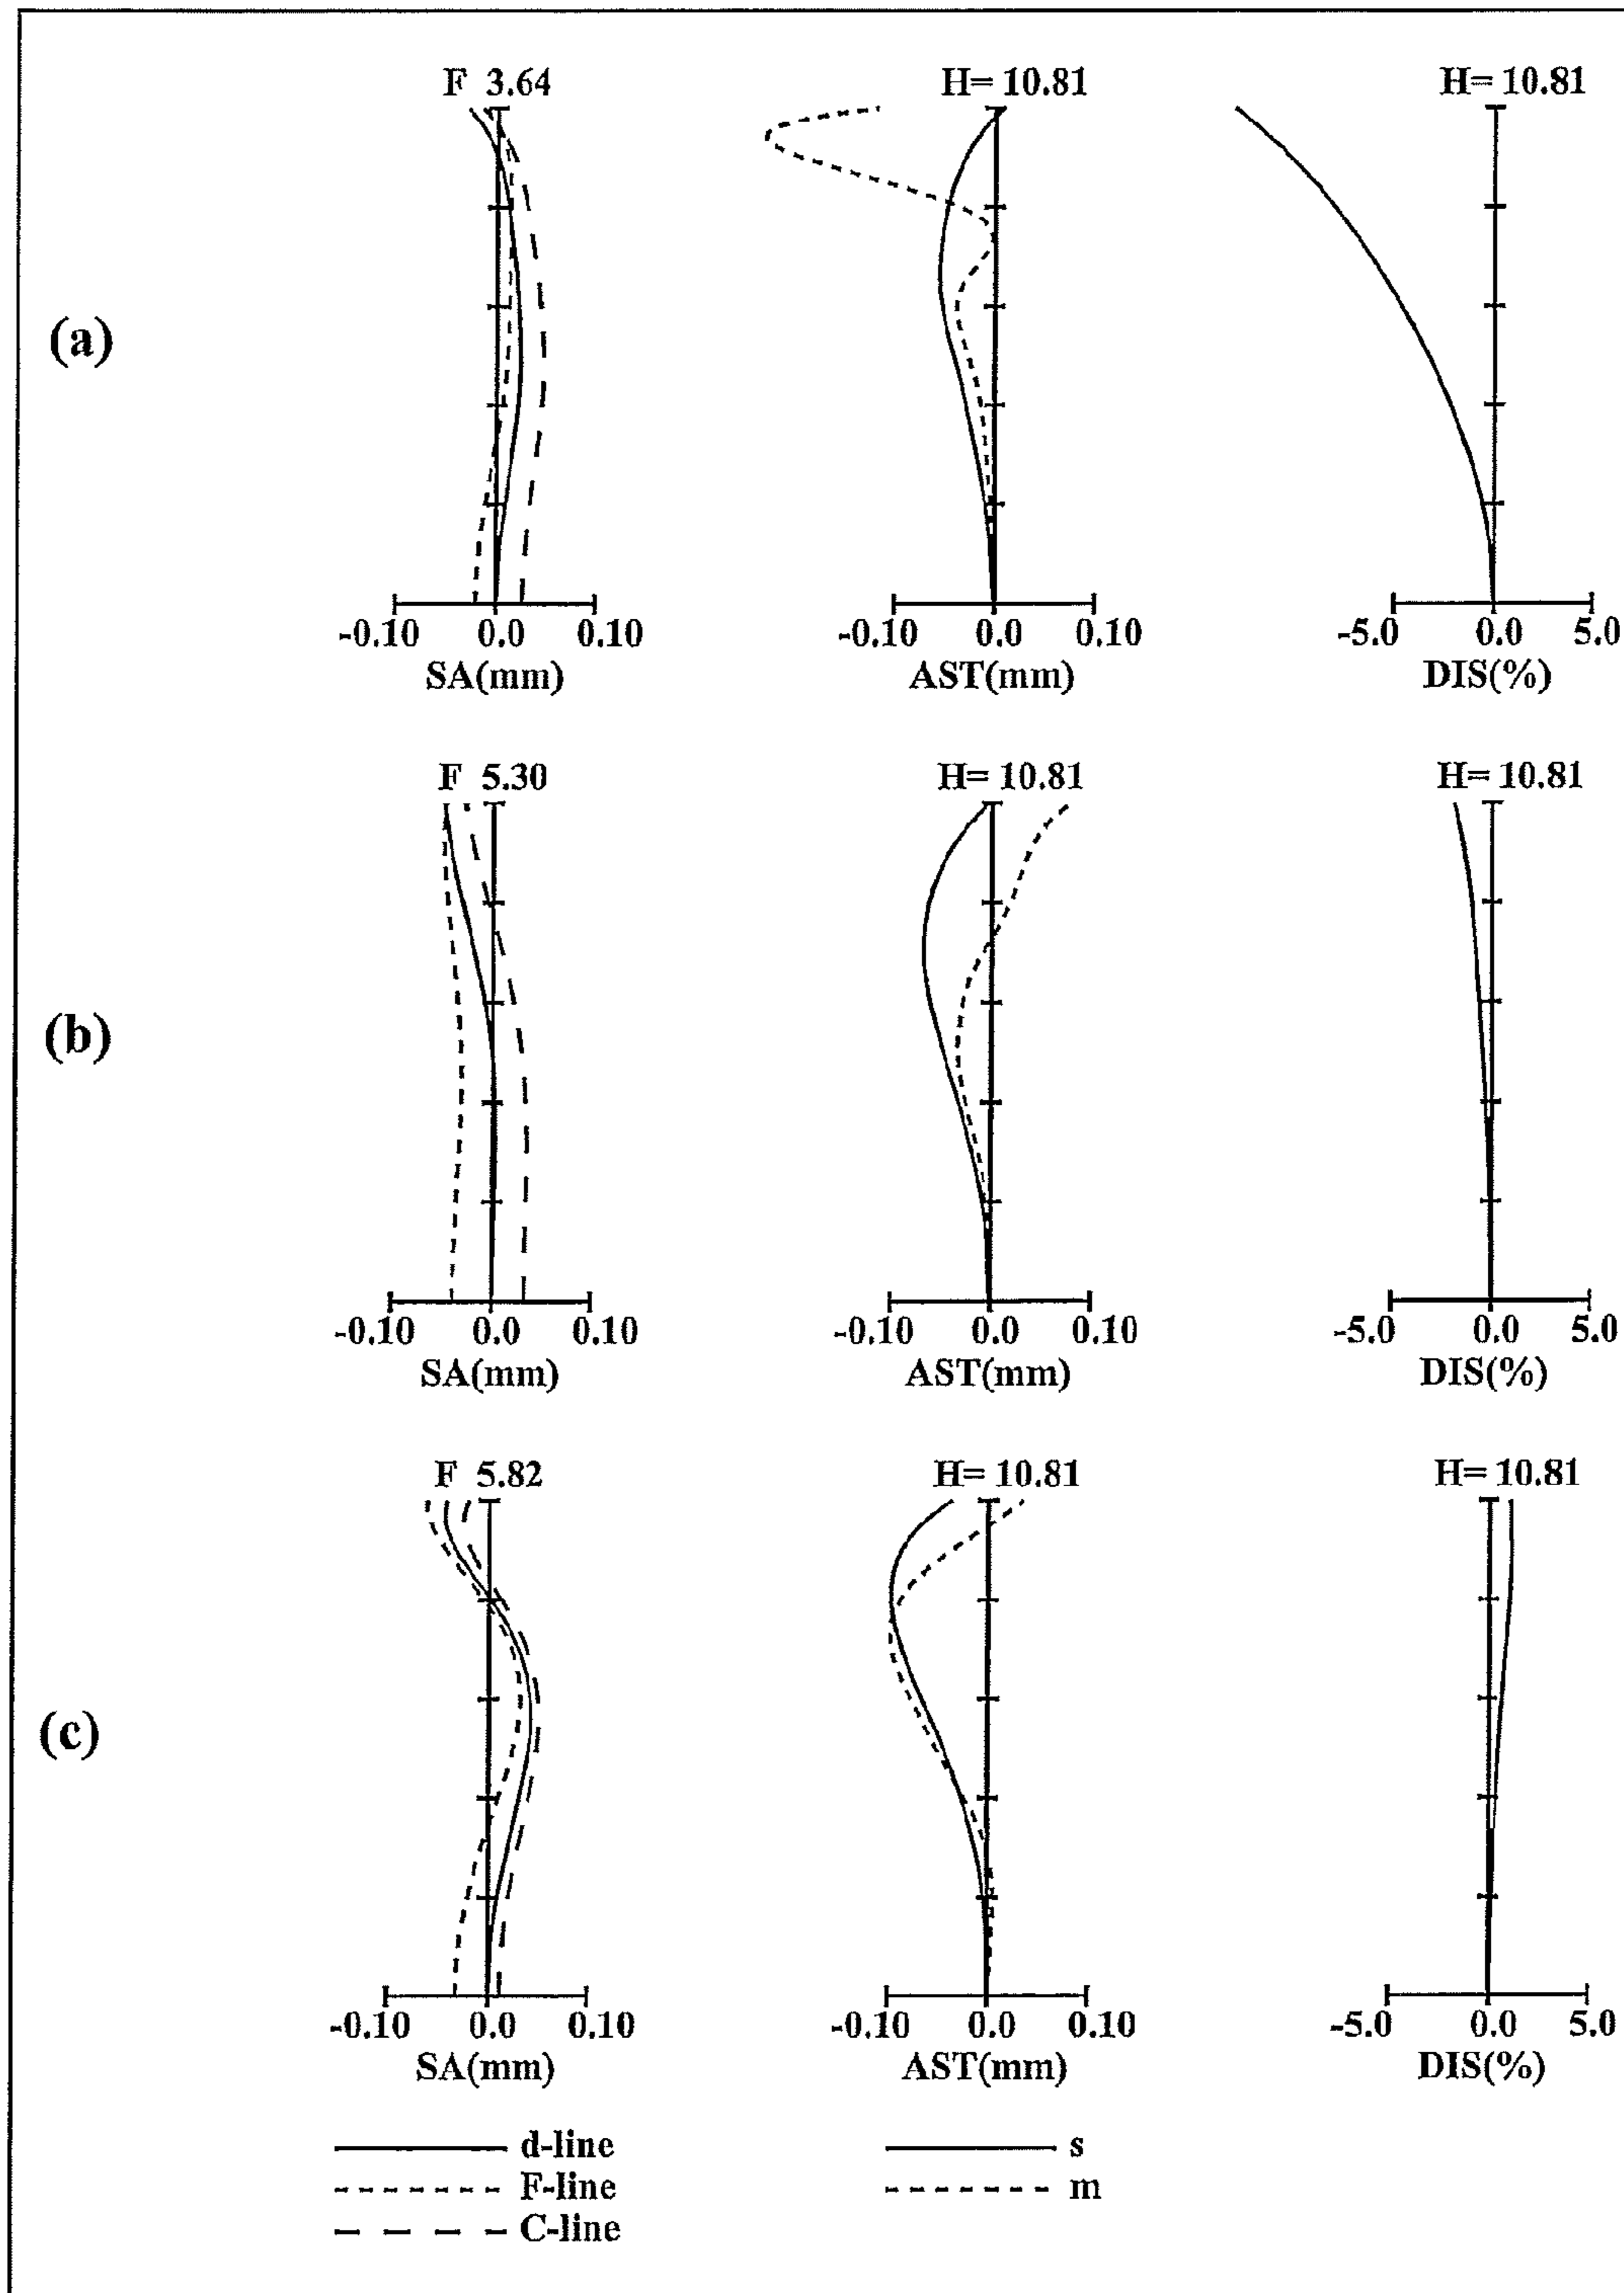 F 3.64 H= 10.81 H= 10.81
(a)
-0.10 0.0 0.10 -0.10 0.0 0.10 -5.0 0.0 5.0
SA(mm) AST(mm) DIS(%)
F 5.30 H= 10.81 H= 10.81
(b)
-0.10 0.0 0.10 -0.10 0.0 0.10 -5.0 0.0 5.0
SA(mm) AST(mm) DIS(%)
F 5.82 H= 10.81 H= 10.81
(c)
-0.10 0.0 0.10 -0.10 0.0 0.10 -5.0 0.0 5.0
SA(mm) AST(mm) DIS(%)
d-line s
F-line m
C-line